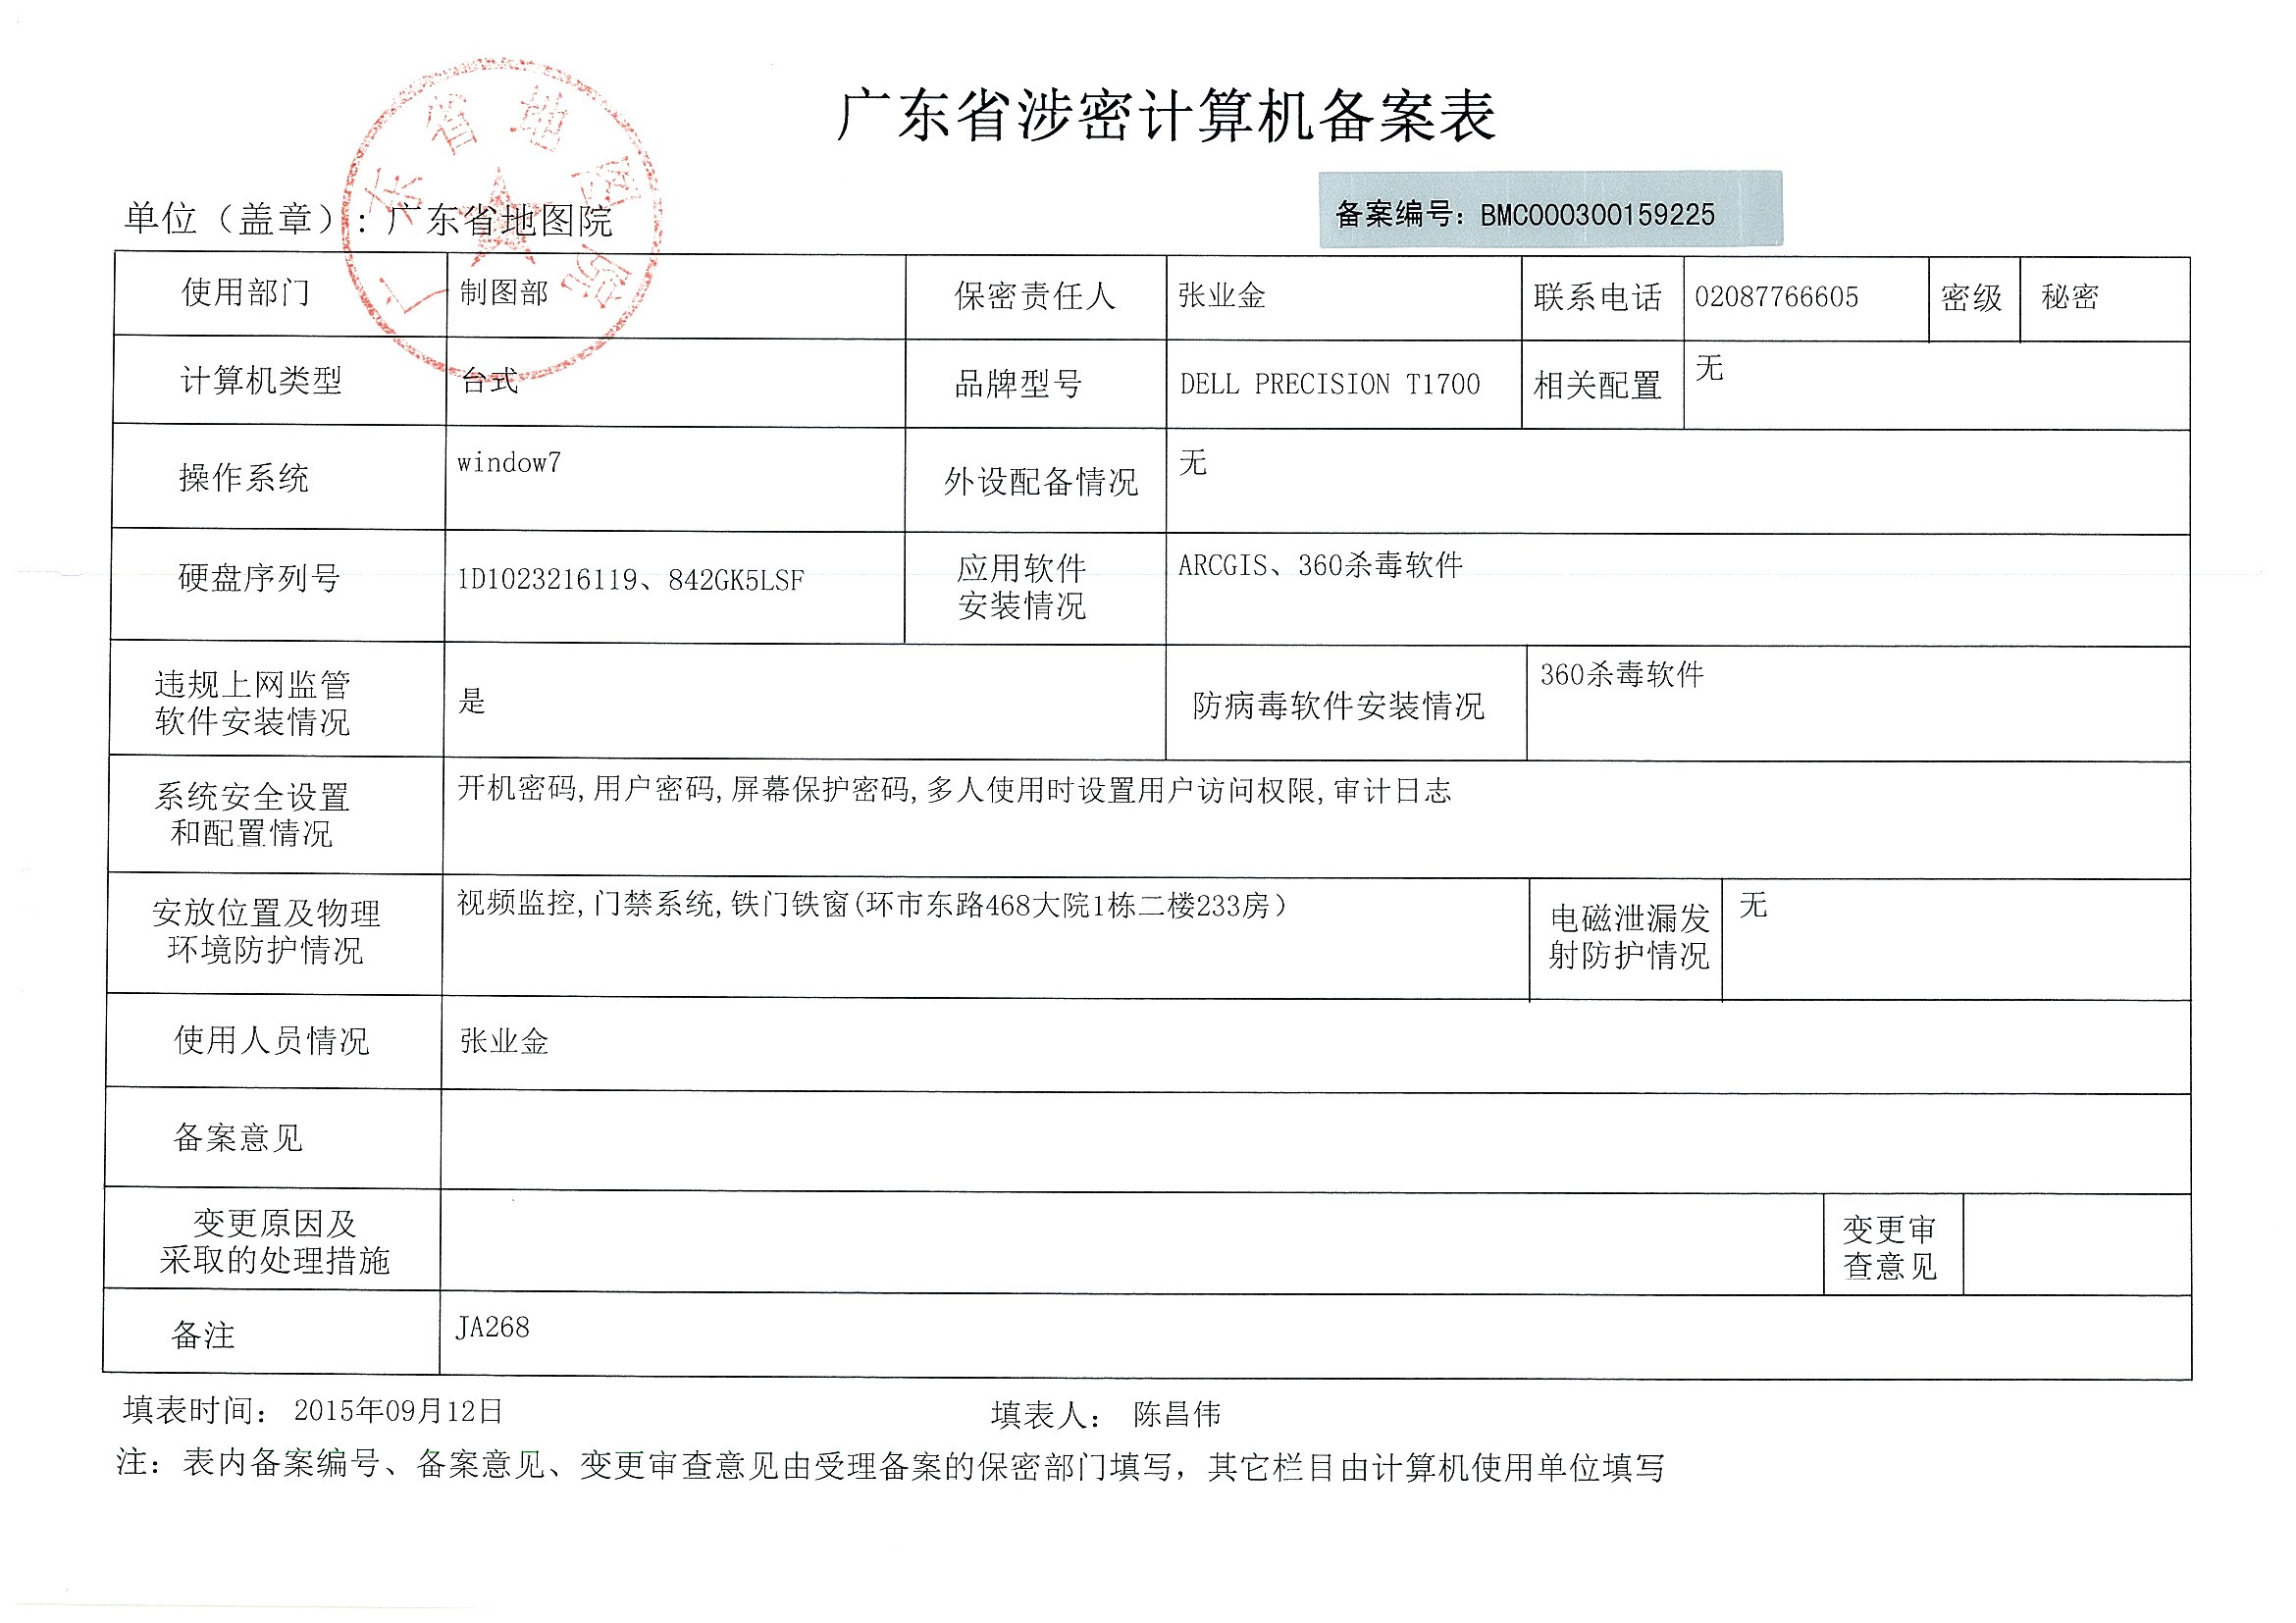 广东省涉密计算机备案表
广东省地图院
单位（盖章）: 广东省地图院
备案编号：BMC000300159225
使用部门 制图部 保密责任人 张业金 联系电话 02087766605 密级 秘密
计算机类型 台式 品牌型号 DELL PRECISION T1700 相关配置 无
操作系统 window7 外设配备情况 无
硬盘序列号 1D1023216119、842GK5LSF 应用软件
安装情况 ARCGIS、360杀毒软件
违规上网监管
软件安装情况 是 防病毒软件安装情况 360杀毒软件
系统安全设置
和配置情况 开机密码,用户密码,屏幕保护密码,多人使用时设置用户访问权限,审计日志
安放位置及物理
环境防护情况 视频监控,门禁系统,铁门铁窗(环市东路468大院1栋二楼233房） 电磁泄漏发
射防护情况 无
使用人员情况 张业金
备案意见
变更原因及
采取的处理措施 变更审
查意见
备注 JA268
填表时间： 2015年09月12日 填表人： 陈昌伟
注：表内备案编号、备案意见、变更审查意见由受理备案的保密部门填写，其它栏目由计算机使用单位填写